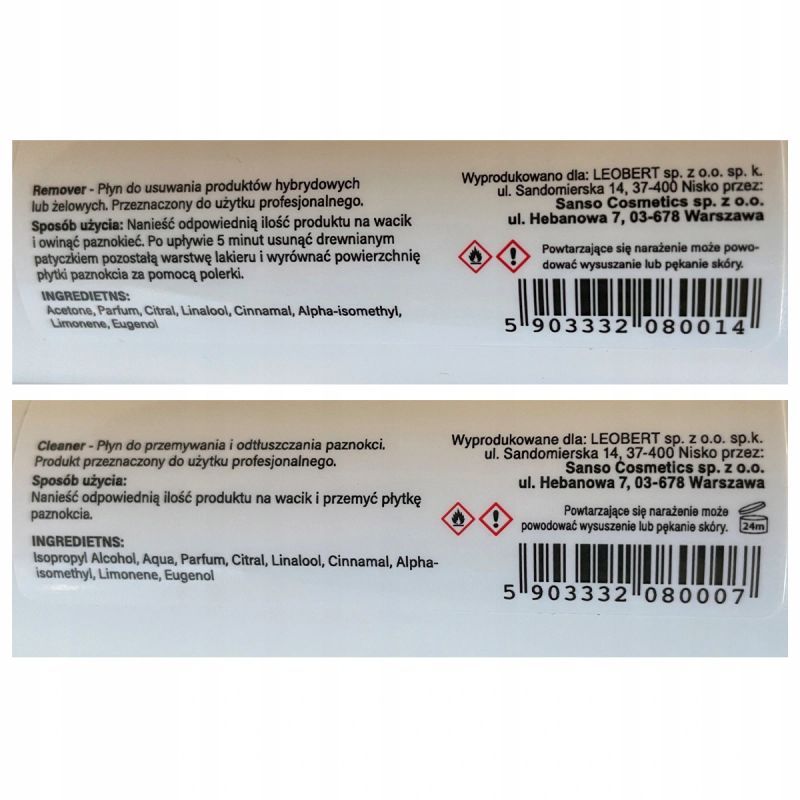 Remover - Płyn do usuwania produktów hybrydowych
lub żelowych. Przeznaczony do użytku profesjonalnego.
Sposób użycia: Nanieść odpowiednią ilość produktu na wacik
i owinąć paznokieć. Po upływie 5 minut usunąć drewnianym
patyczkiem pozostałą warstwę lakieru i wyrównać powierzchnię
płytki paznokcia za pomocą polerki.
INGREDIETNS:
Acetone, Parfum, Citral, Linalool, Cinnamal, Alpha-isomethyl,
Limonene, Eugenol
Wyprodukowano dla: LEOBERT sp. z o.o. sp. k.
ul. Sandomierska 14, 37-400 Nisko przez:
Sanso Cosmetics sp. z o.o.
ul. Hebanowa 7, 03-678 Warszawa
Powtarzające się narażenie może powo-
dować wysuszanie lub pękanie skóry.
5 903332 080014
Cleaner - Płyn do przemywania i odtłuszczania paznokci.
Produkt przeznaczony do użytku profesjonalnego.
Sposób użycia:
Nanieść odpowiednią ilość produktu na wacik i przemyć płytkę
paznokcia.
INGREDIETNS:
Isopropyl Alcohol, Aqua, Parfum, Citral, Linalool, Cinnamal, Alpha-
isomethyl, Limonene, Eugenol
Wyprodukowane dla: LEOBERT sp. z o.o. sp.k.
ul. Sandomierska 14, 37-400 Nisko przez:
Sanso Cosmetics sp. z o.o.
ul. Hebanowa 7, 03-678 Warszawa
Powtarzające się narażenie może
powodować wysuszenie lub pękanie skóry.
24m
5 903332 080007